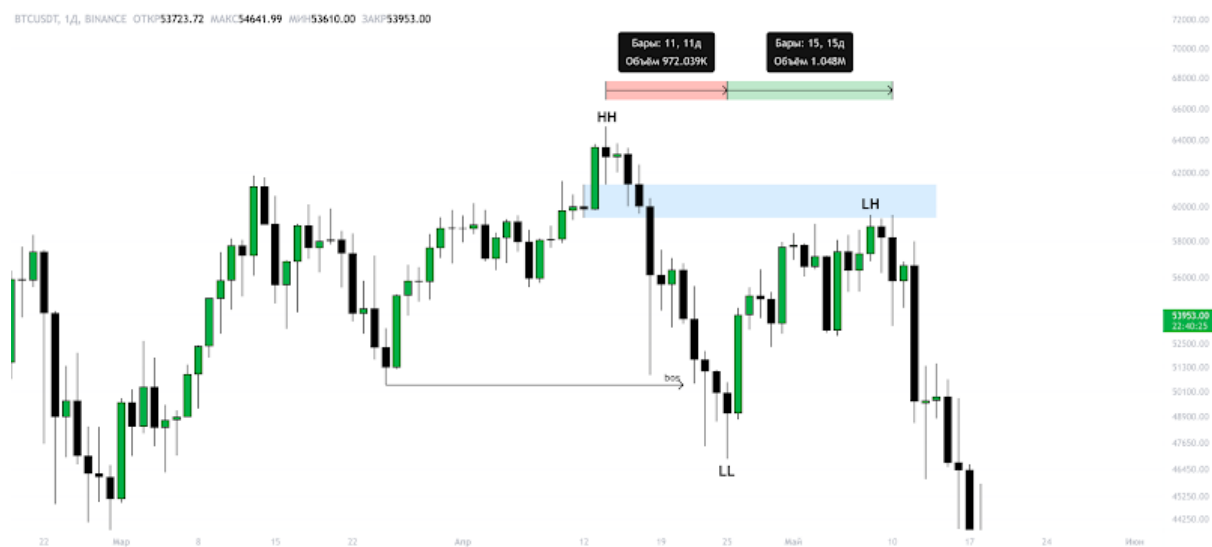 BTCUSDT, 1Д, BINANCE ОТКР53723.72 МАКС54641.99 МИН53610.00 ЗАКР53953.00
72000.00
Бары: 11, 11д
Объём 972.039K
Бары: 15, 15д
Объём 1.048M
70000.00
68000.00
66000.00
HH
64000.00
62000.00
LH
60000.00
58000.00
56000.00
53953.00
22:40:25
52500.00
51300.00
bos
50100.00
48900.00
47650.00
LL
46450.00
45250.00
44250.00
22 Мар 8 15 22 Апр 12 19 25 Май 10 17 24 Июн